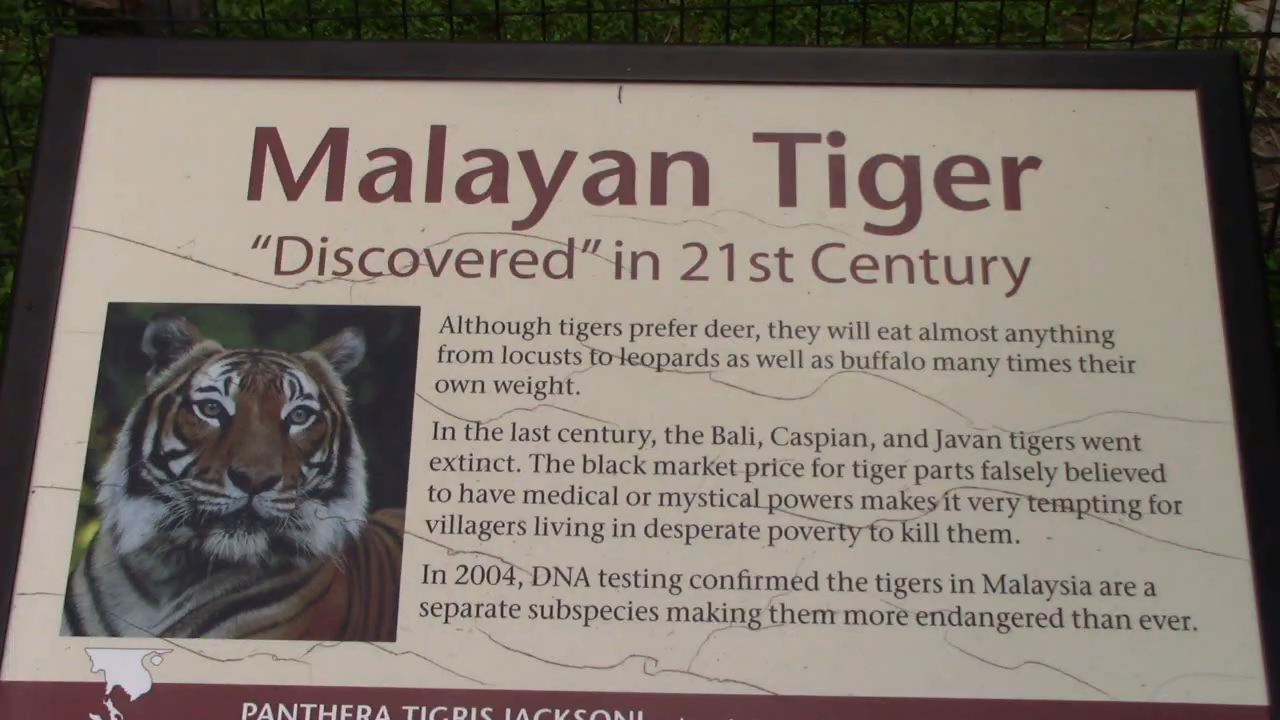 Malayan Tiger
“Discovered” in 21st Century
Although tigers prefer deer, they will eat almost anything
from locusts to leopards as well as buffalo many times their
own weight.
In the last century, the Bali, Caspian, and Javan tigers went
extinct. The black market price for tiger parts falsely believed
to have medical or mystical powers makes it very tempting for
villagers living in desperate poverty to kill them.
In 2004, DNA testing confirmed the tigers in Malaysia are a
separate subspecies making them more endangered than ever.
PANTHERA TIGRIS JACKSONI